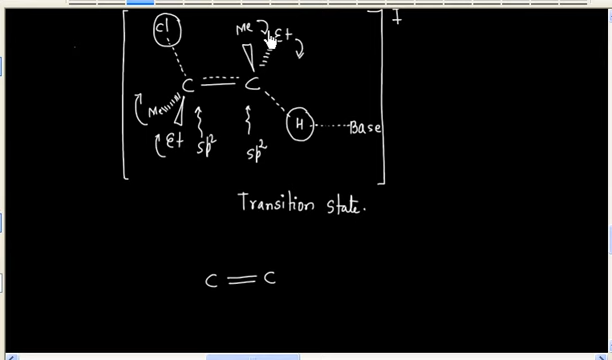 Cl Me Et ‡
C C
Me Et H Base
sp² sp²
Transition state.
C = C